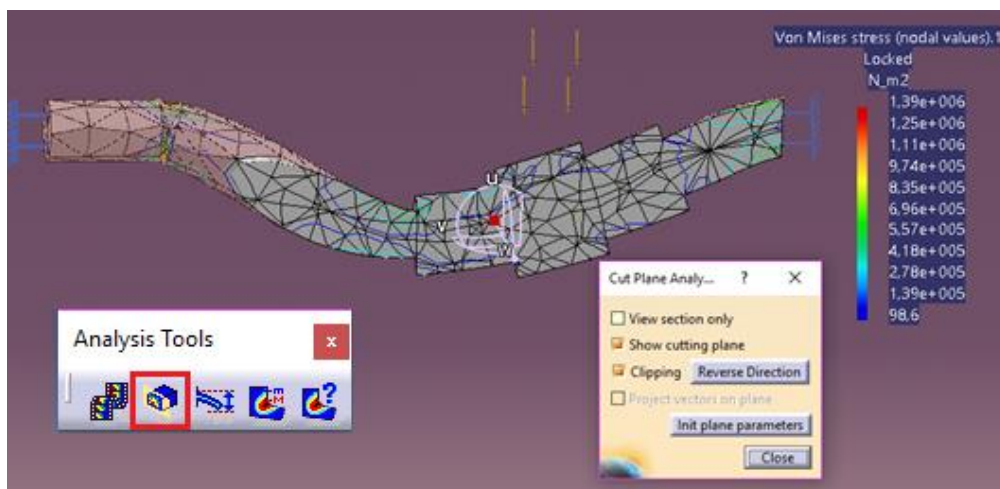 Von Mises stress (nodal values).1
Locked
N_m2
1,39e+006
1,25e+006
1,11e+006
9,74e+005
8,35e+005
6,96e+005
5,57e+005
4,18e+005
2,78e+005
1,39e+005
98,6
U
V
W
Cut Plane Analy... ? X
View section only
Show cutting plane
Clipping Reverse Direction
Project vectors on plane
Init plane parameters
Close
Analysis Tools x
M
?